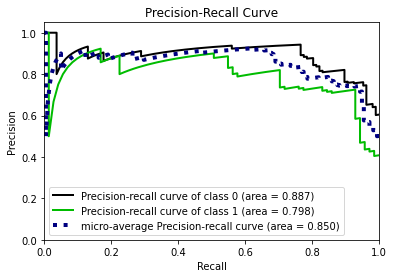 Precision-Recall Curve
Precision
1.0
0.8
0.6
0.4
0.2
0.0
Precision-recall curve of class 0 (area = 0.887)
Precision-recall curve of class 1 (area = 0.798)
micro-average Precision-recall curve (area = 0.850)
0.0 0.2 0.4 0.6 0.8 1.0
Recall